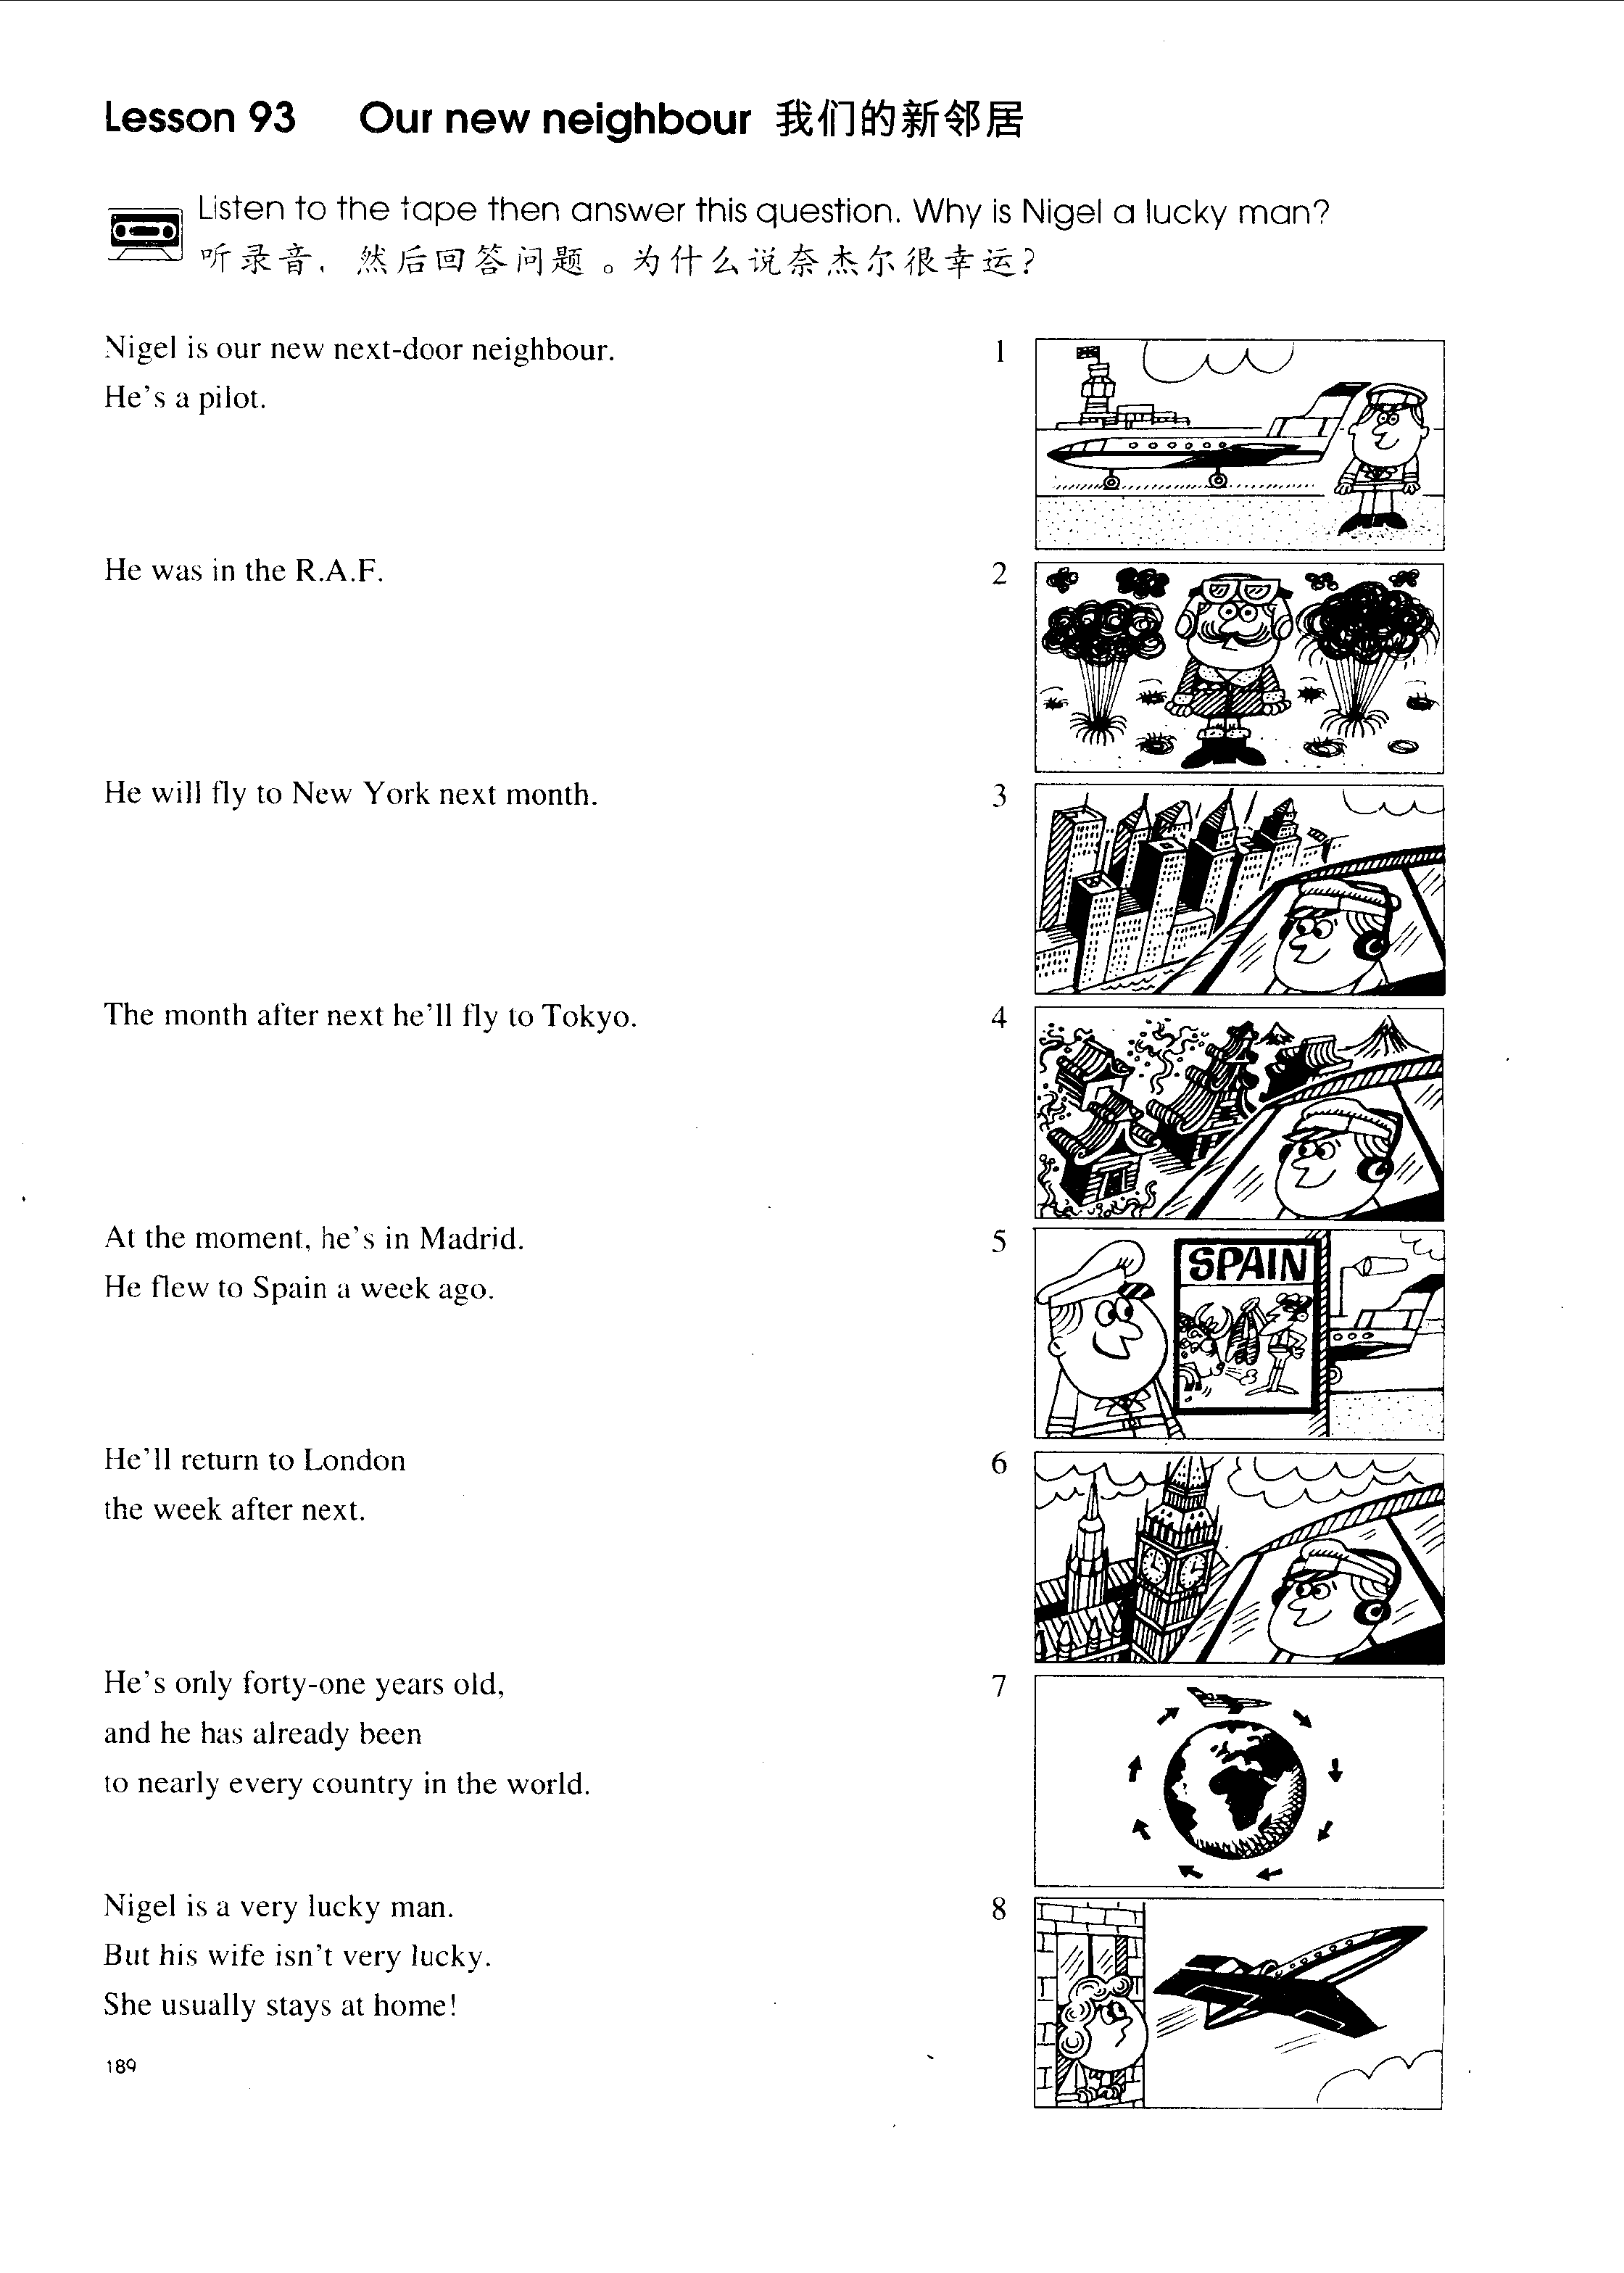 Lesson 93 Our new neighbour 我们的新邻居
Listen to the tape then answer this question. Why is Nigel a lucky man?
听录音，然后回答问题。为什么说奈杰尔很幸运？
Nigel is our new next-door neighbour.
He's a pilot.
1
He was in the R.A.F.
2
He will fly to New York next month.
3
The month after next he'll fly to Tokyo.
4
At the moment, he's in Madrid.
He flew to Spain a week ago.
5
SPAIN
He'll return to London
the week after next.
6
He's only forty-one years old,
and he has already been
to nearly every country in the world.
7
Nigel is a very lucky man.
But his wife isn't very lucky.
She usually stays at home!
8
189